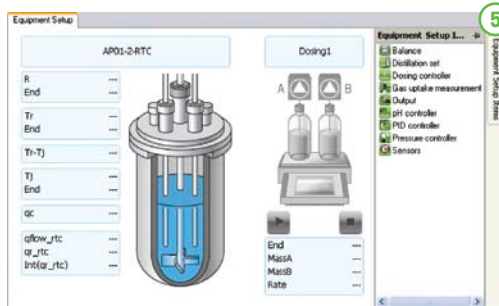 Equipment Setup
AP01-2-RTC
R ---
End ---
Tr ---
End ---
Tr-Tj ---
Tj ---
End ---
qc ---
qflow_rtc ---
qr_rtc ---
Int(qr_rtc) ---
Dosing1
A B
End ---
MassA ---
MassB ---
Rate ---
Equipment Setup I...
Balance
Distillation set
Dosing controller
Gas uptake measurement
Output
pH controller
PID controller
Pressure controller
Sensors
5
Equipment Setup Items